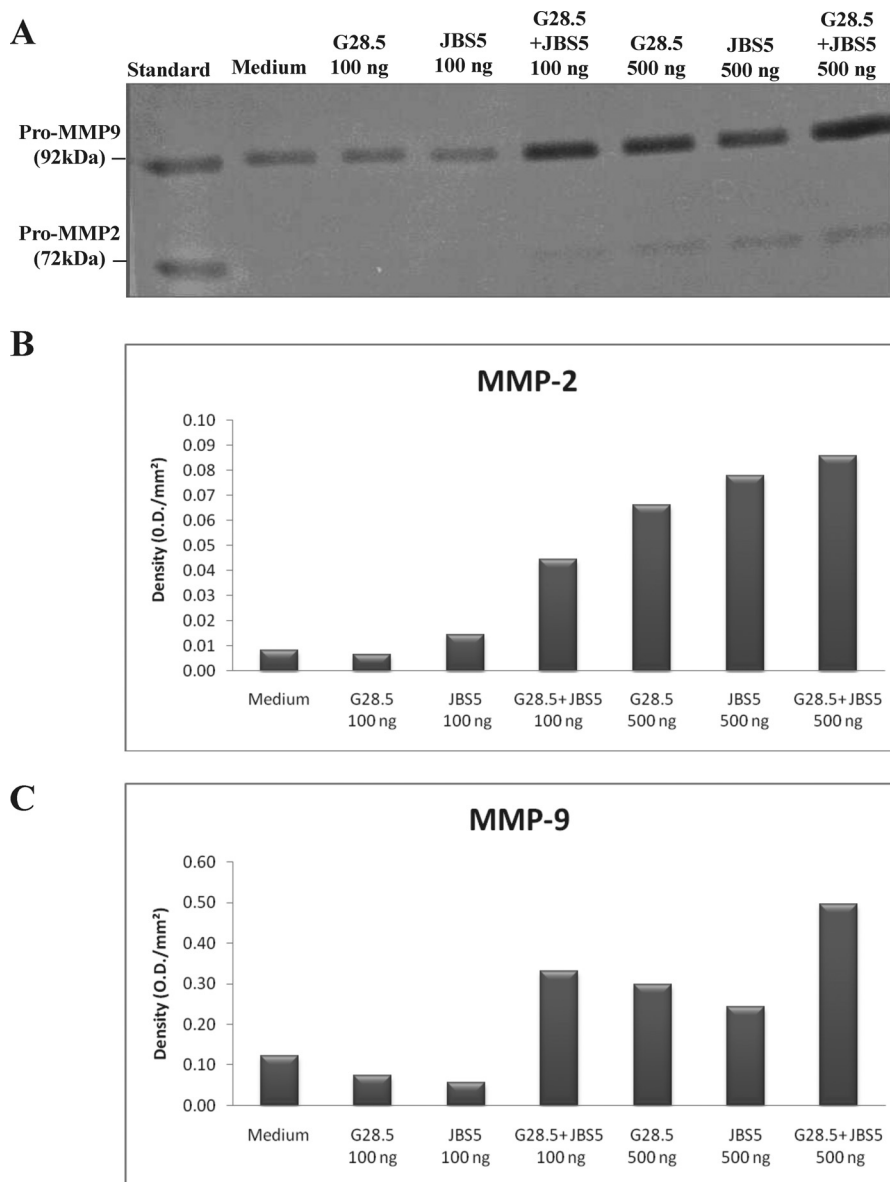 A
Standard
Medium
G28.5
100 ng
JBS5
100 ng
G28.5
+JBS5
100 ng
G28.5
500 ng
JBS5
500 ng
G28.5
+JBS5
500 ng
Pro-MMP9
(92kDa)
Pro-MMP2
(72kDa)
B
MMP-2
Density (0.D./mm²)
0.10
0.09
0.08
0.07
0.06
0.05
0.04
0.03
0.02
0.01
0.00
Medium
G28.5
100 ng
JBS5
100 ng
G28.5+JBS5
100 ng
G28.5
500 ng
JBS5
500 ng
G28.5+JBS5
500 ng
C
MMP-9
Density (O.D./mm²)
0.60
0.50
0.40
0.30
0.20
0.10
0.00
Medium
G28.5
100 ng
JBS5
100 ng
G28.5+JBS5
100 ng
G28.5
500 ng
JBS5
500 ng
G28.5+JBS5
500 ng